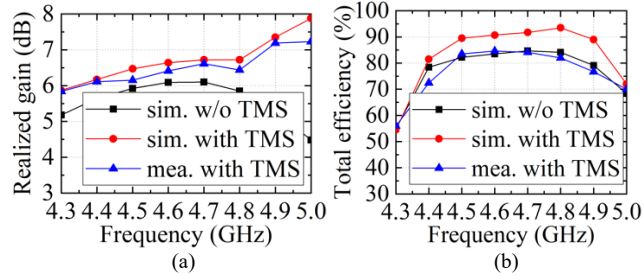 Realized gain (dB)
8
7
6
5
4
3
sim. w/o TMS
sim. with TMS
mea. with TMS
4.3 4.4 4.5 4.6 4.7 4.8 4.9 5.0
Frequency (GHz)
(a)
Total efficiency (%)
100
90
80
70
60
50
40
30
sim. w/o TMS
sim. with TMS
mea. with TMS
4.3 4.4 4.5 4.6 4.7 4.8 4.9 5.0
Frequency (GHz)
(b)